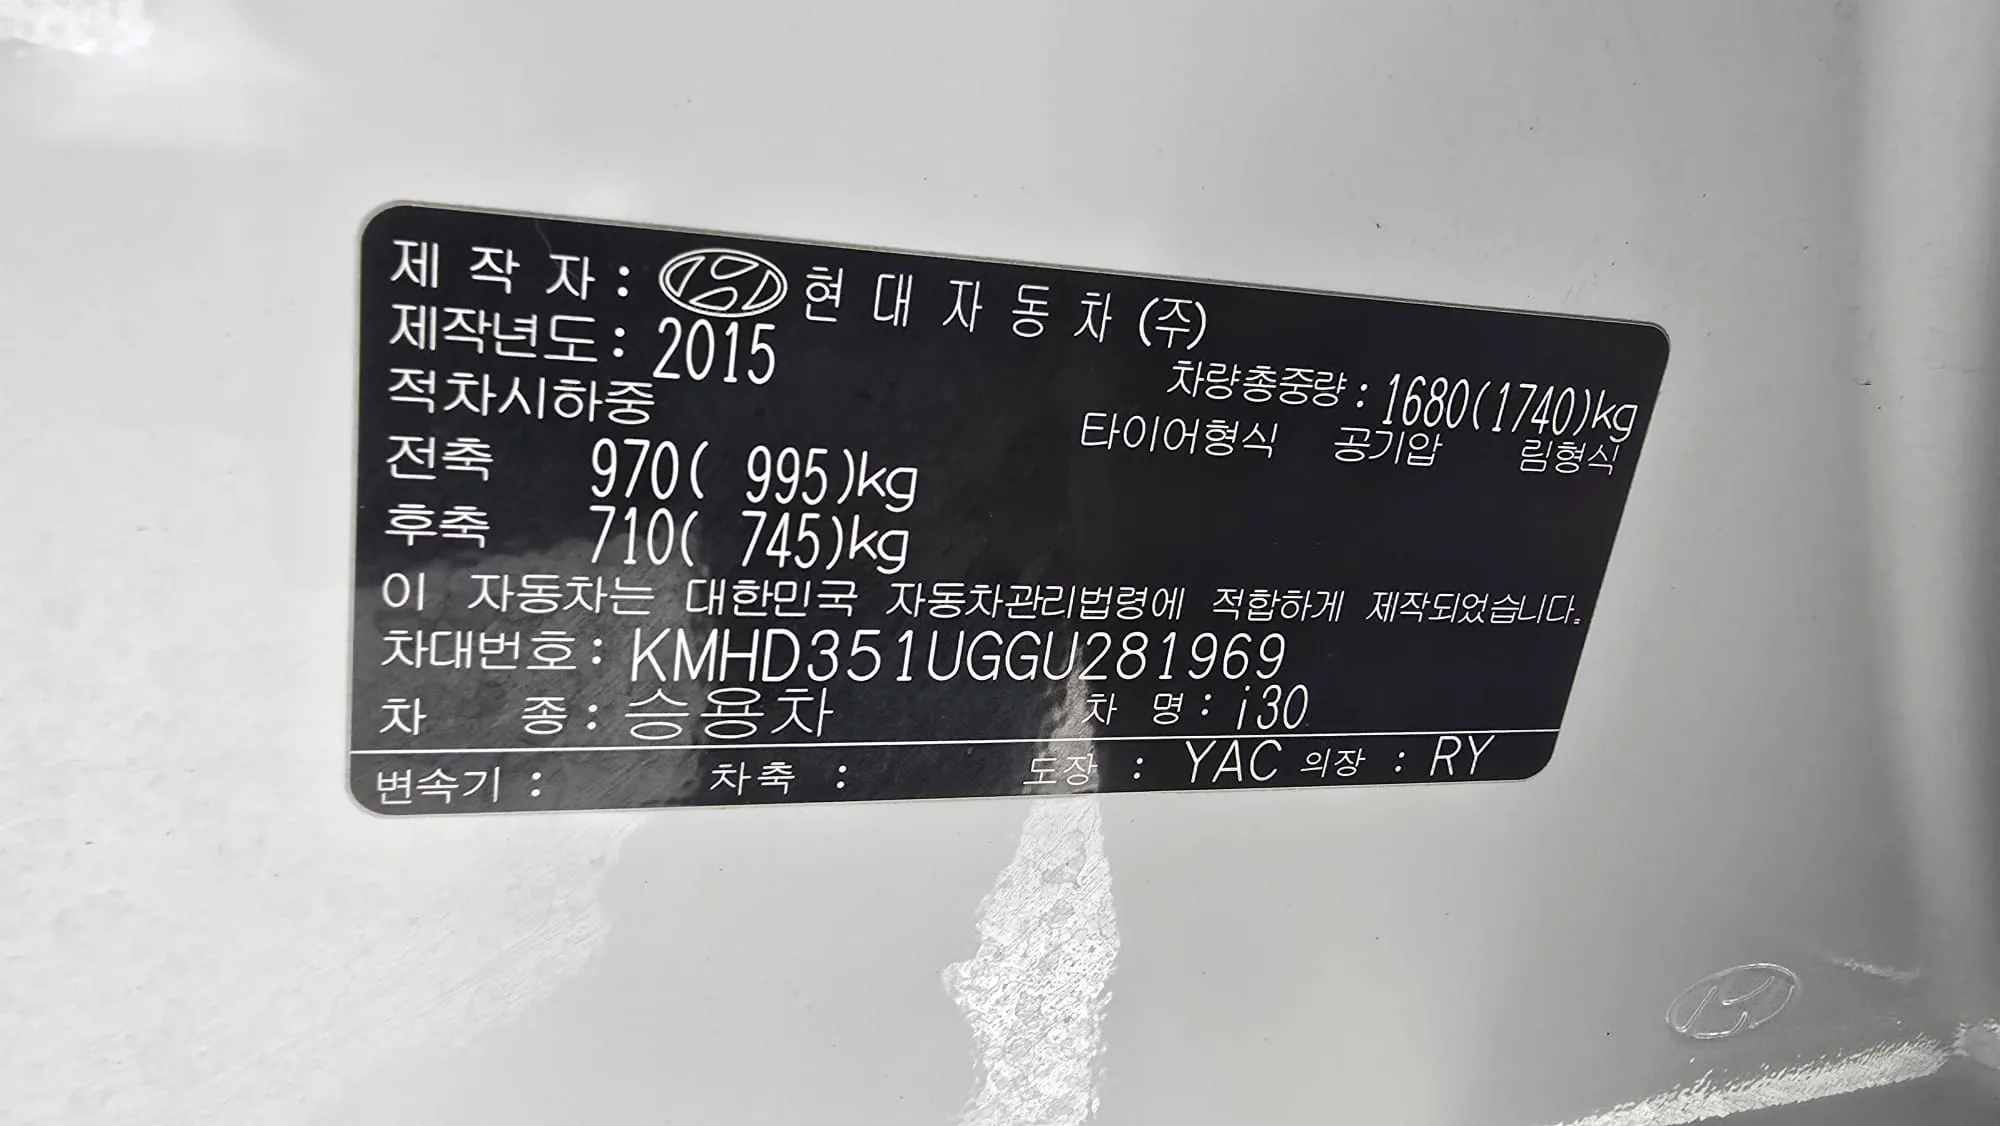 제 작 자 : 현 대 자 동 차 (주)
제작년도 : 2015
적차시하중 차량총중량 : 1680(1740)kg
전축 970( 995)kg 타이어형식 공기압 림형식
후축 710( 745)kg
이 자동차는 대한민국 자동차관리법령에 적합하게 제작되었습니다.
차대번호 : KMHD351UGGU281969
차 종 : 승용차 차 명 : i30
변속기 : 차축 : 도장 : YAC 의장 : RY